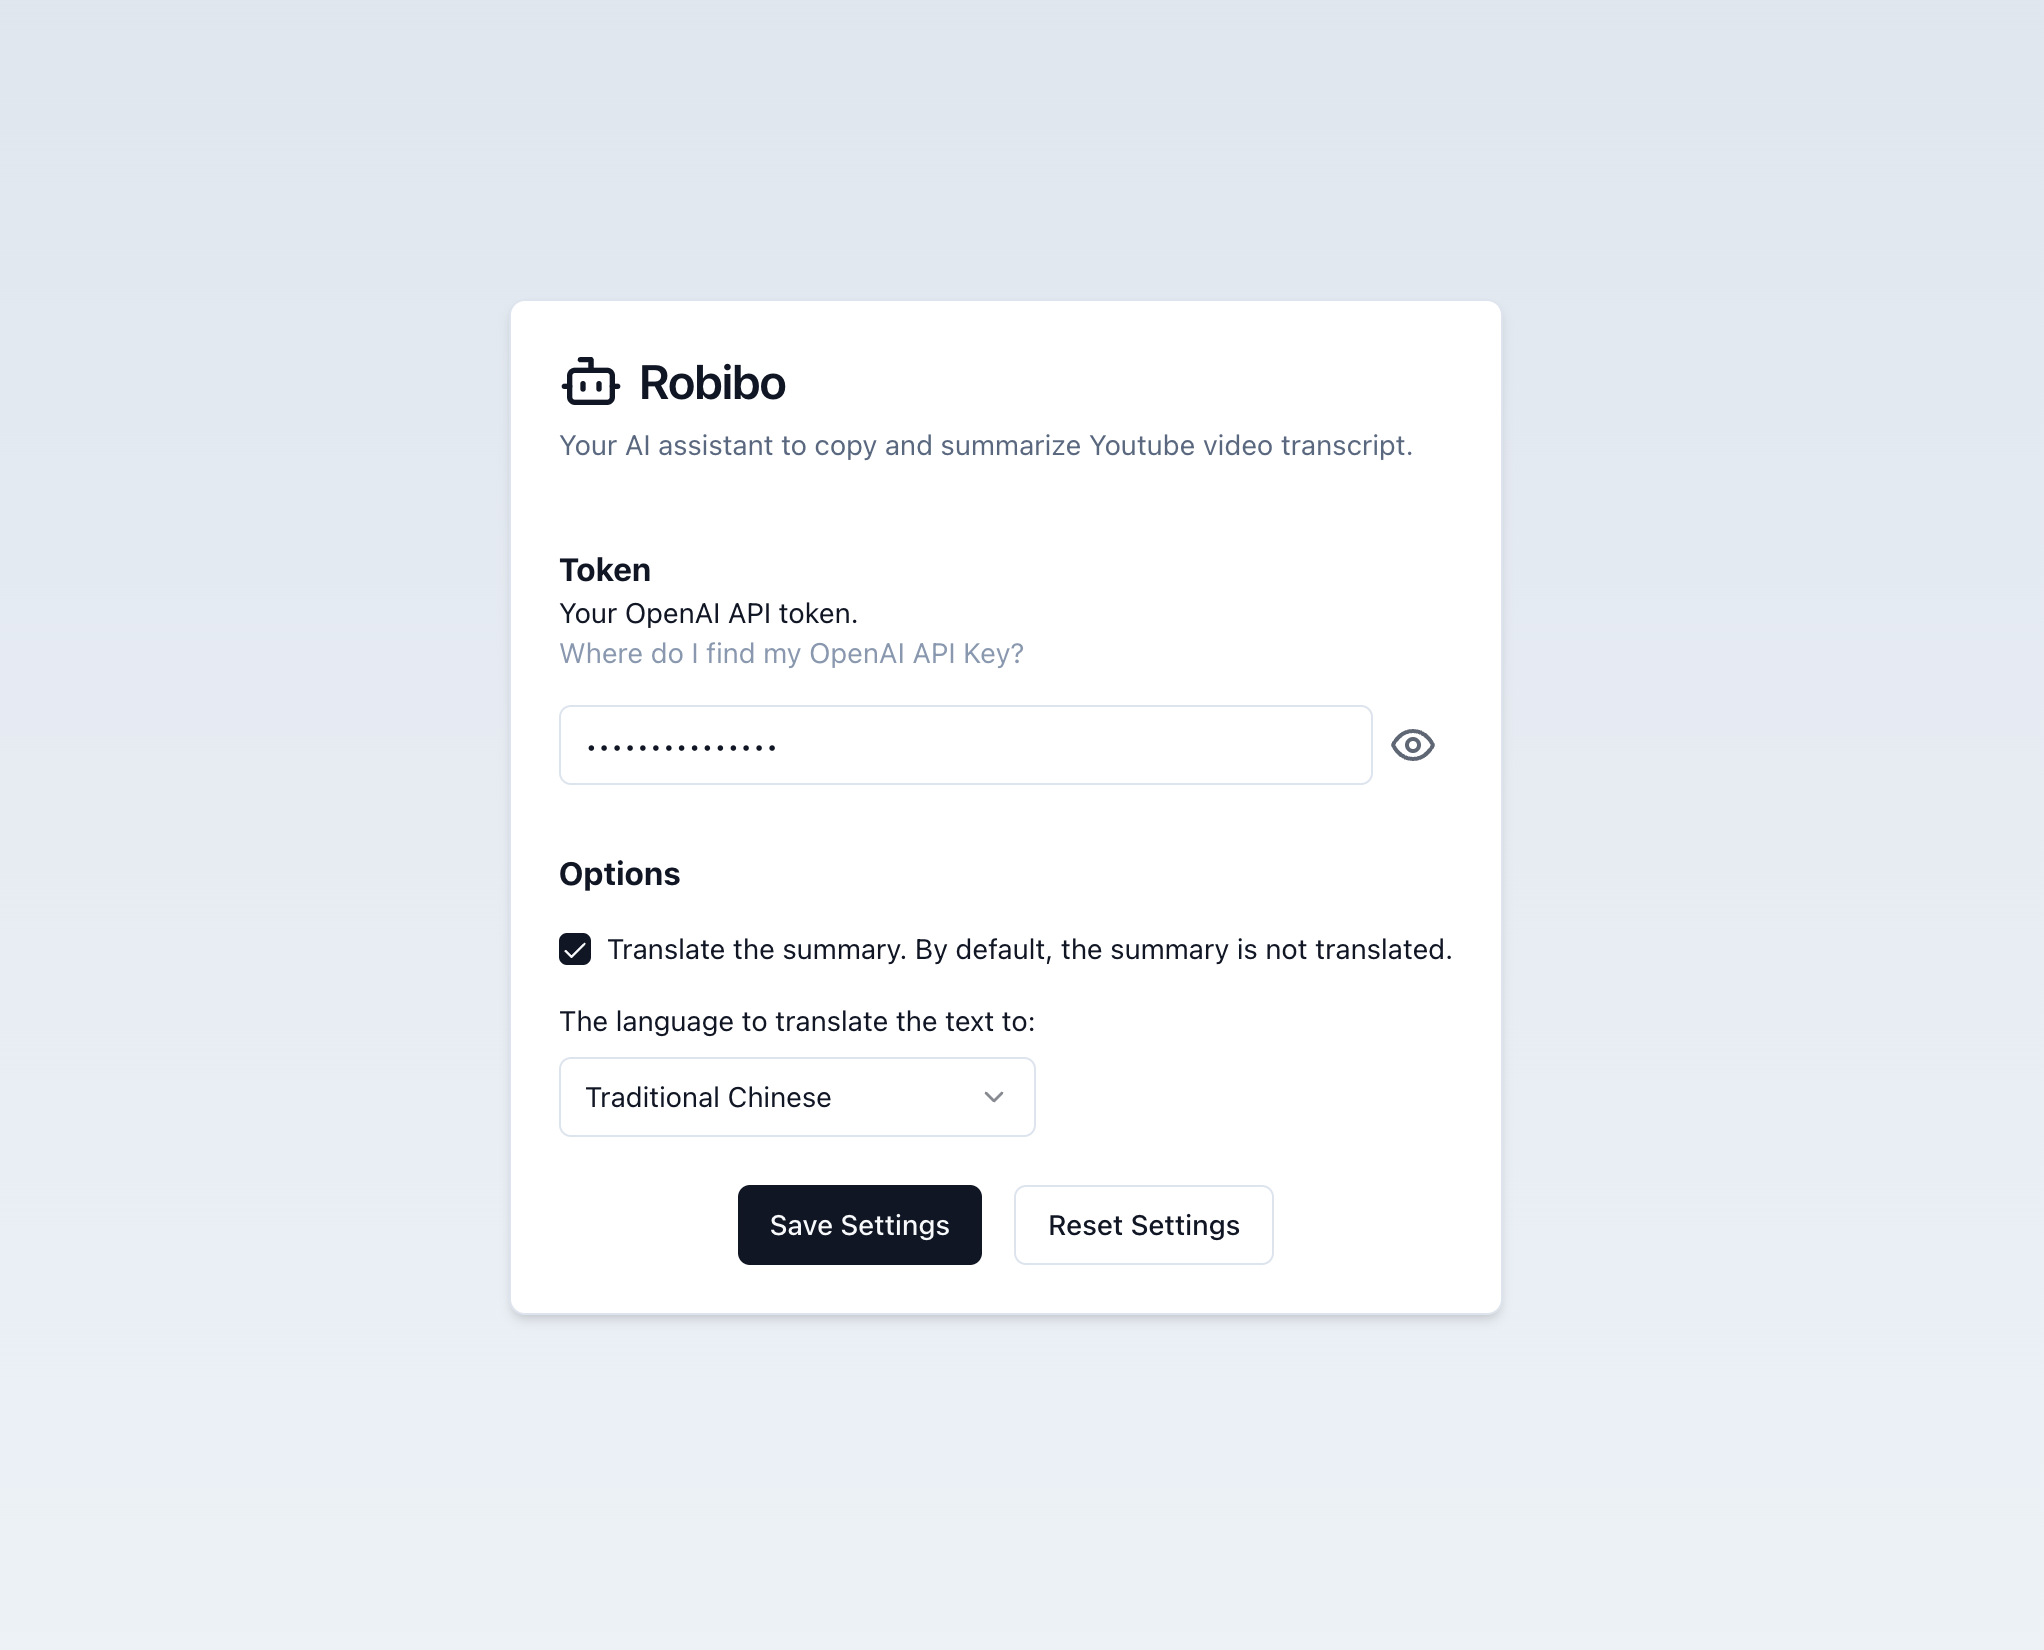 Robibo
Your AI assistant to copy and summarize Youtube video transcript.
Token
Your OpenAI API token.
Where do I find my OpenAI API Key?
•••••••••••••••
Options
Translate the summary. By default, the summary is not translated.
The language to translate the text to:
Traditional Chinese
Save Settings
Reset Settings